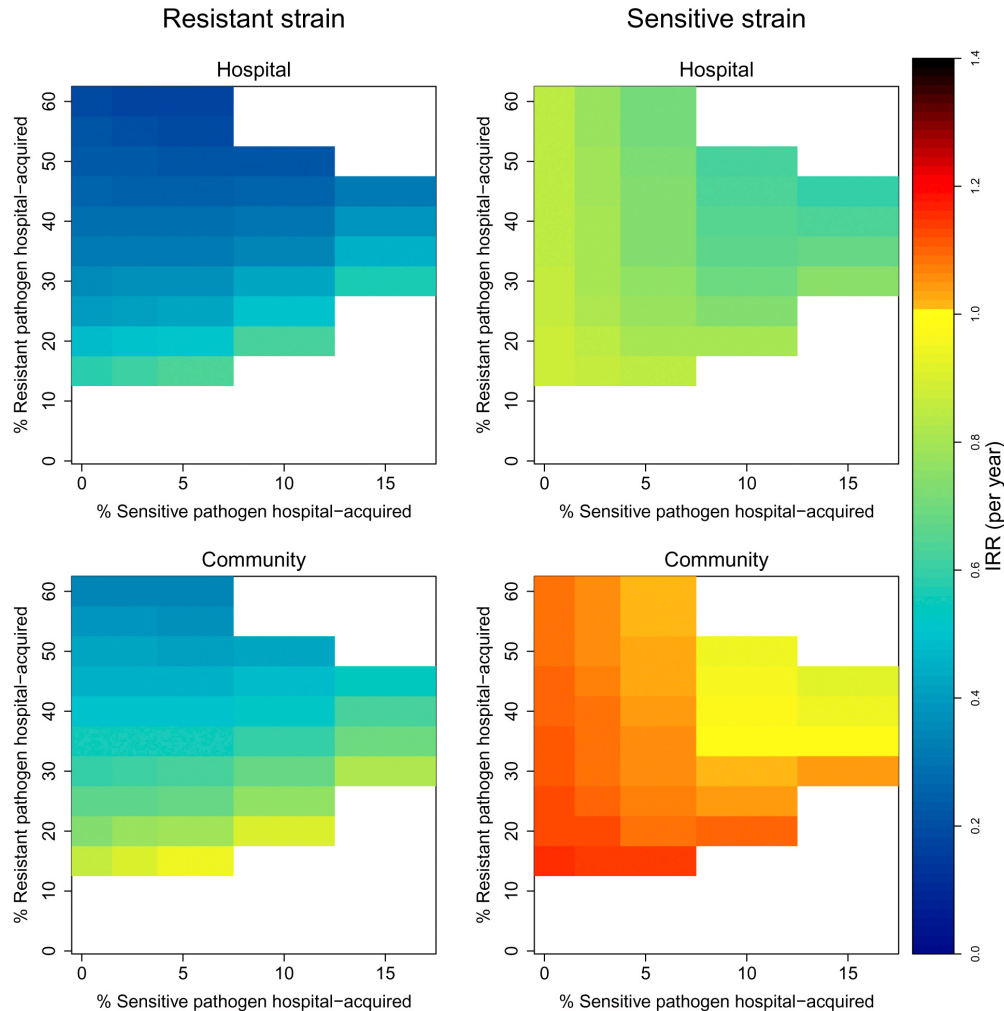 Resistant strain
Sensitive strain
Hospital
% Resistant pathogen hospital−acquired
0 10 20 30 40 50 60
0 5 10 15
% Sensitive pathogen hospital−acquired
Hospital
% Resistant pathogen hospital−acquired
0 10 20 30 40 50 60
0 5 10 15
% Sensitive pathogen hospital−acquired
Community
% Resistant pathogen hospital−acquired
0 10 20 30 40 50 60
0 5 10 15
% Sensitive pathogen hospital−acquired
Community
% Resistant pathogen hospital−acquired
0 10 20 30 40 50 60
0 5 10 15
% Sensitive pathogen hospital−acquired
0.0 0.2 0.4 0.6 0.8 1.0 1.2 1.4
IRR (per year)